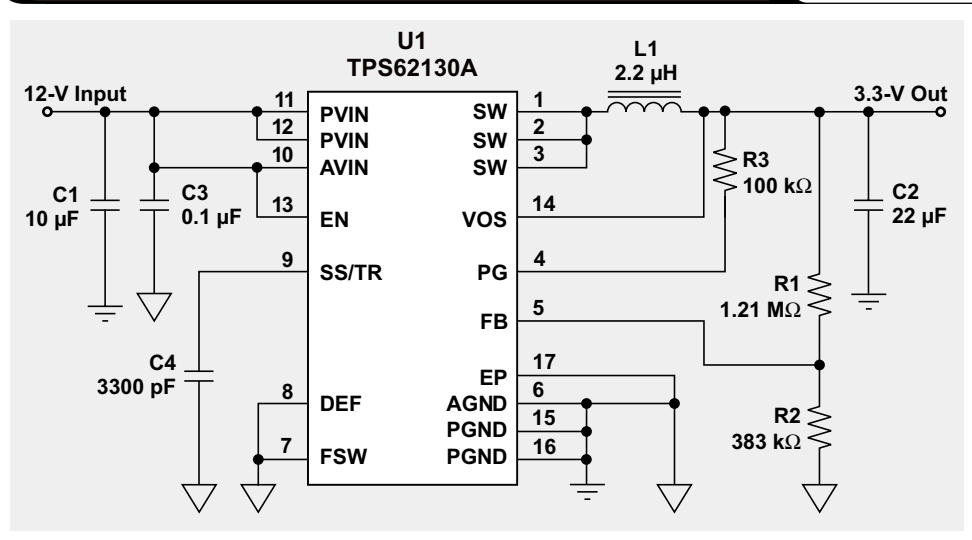 U1
TPS62130A
L1
2.2 µH
12-V Input
3.3-V Out
11
PVIN
SW
1
12
PVIN
SW
2
10
AVIN
SW
3
R3
100 kΩ
C1
10 µF
C3
0.1 µF
C2
22 µF
13
EN
VOS
14
9
SS/TR
PG
4
R1
1.21 MΩ
FB
5
C4
3300 pF
EP
17
8
DEF
AGND
6
PGND
15
R2
383 kΩ
7
FSW
PGND
16